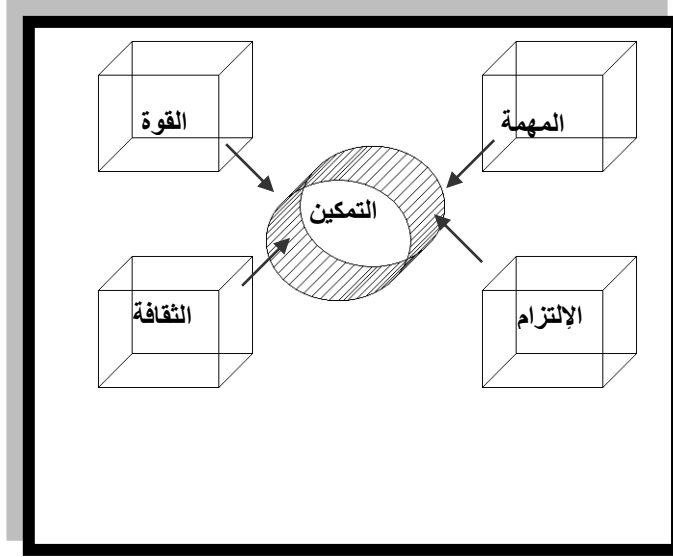 المهمة
القوة
التمكين
الإلتزام
الثقافة